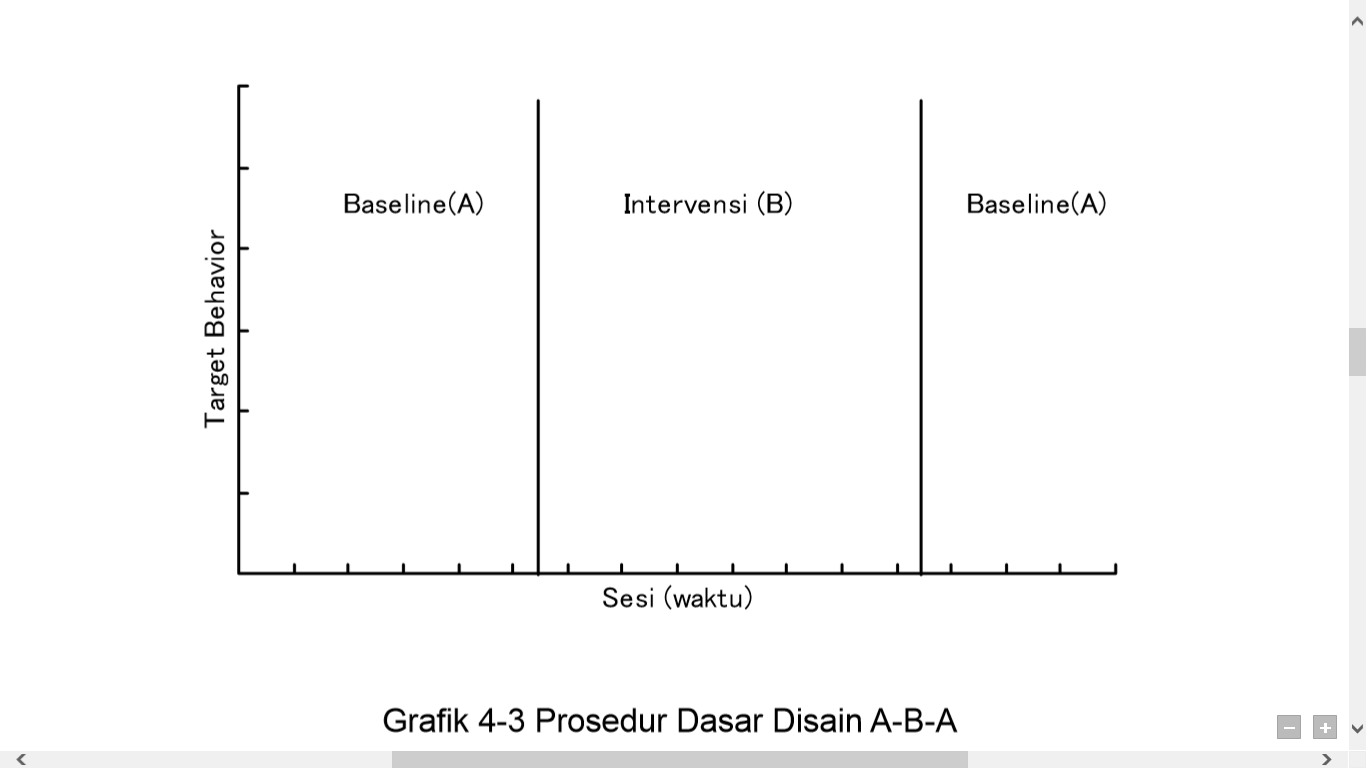 Baseline(A)
Intervensi (B)
Baseline(A)
Target Behavior
Sesi (waktu)
Grafik 4-3 Prosedur Dasar Disain A-B-A